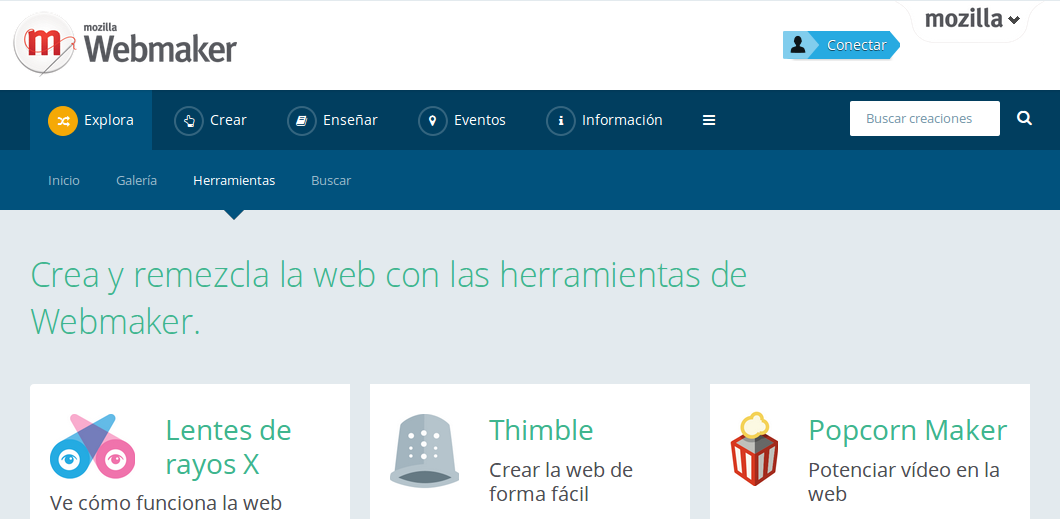 mozilla
mozilla
Webmaker
Conectar
Explora
Crear
Enseñar
Eventos
Información
Buscar creaciones
Inicio
Galería
Herramientas
Buscar
Crea y remezcla la web con las herramientas de
Webmaker.
Lentes de
rayos X
Ve cómo funciona la web
Thimble
Crear la web de
forma fácil
Popcorn Maker
Potenciar vídeo en la
web